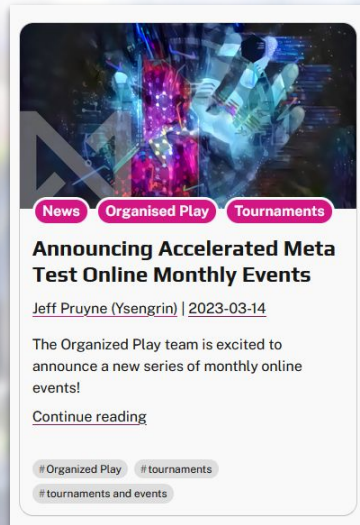 News Organised Play Tournaments
Announcing Accelerated Meta
Test Online Monthly Events
Jeff Pruyne (Ysengrin) | 2023-03-14
The Organized Play team is excited to
announce a new series of monthly online
events!
Continue reading
#Organized Play #tournaments
#tournaments and events